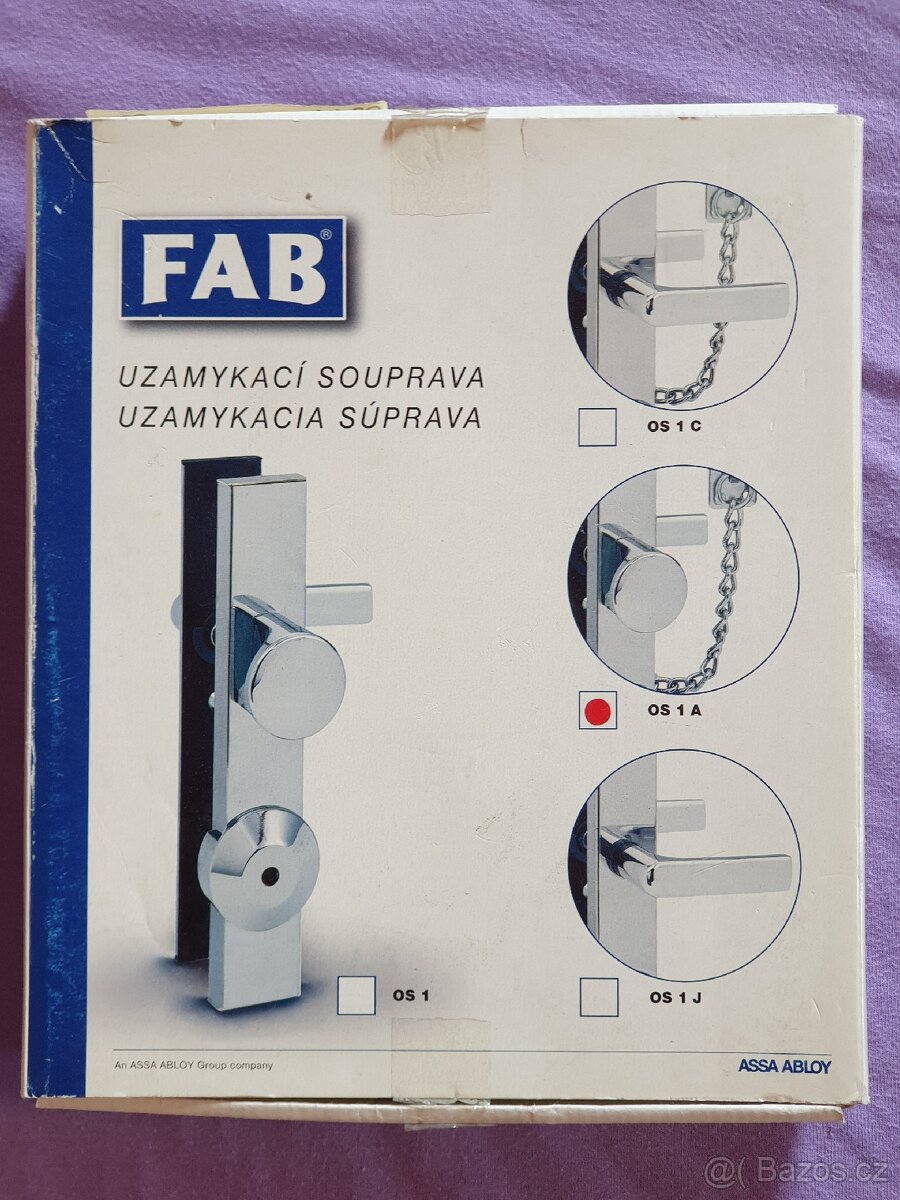 FAB®
UZAMYKACÍ SOUPRAVA
UZAMYKACIA SÚPRAVA
OS 1 C
OS 1 A
OS 1
OS 1 J
An ASSA ABLOY Group company
ASSA ABLOY
@( Bazos.cz